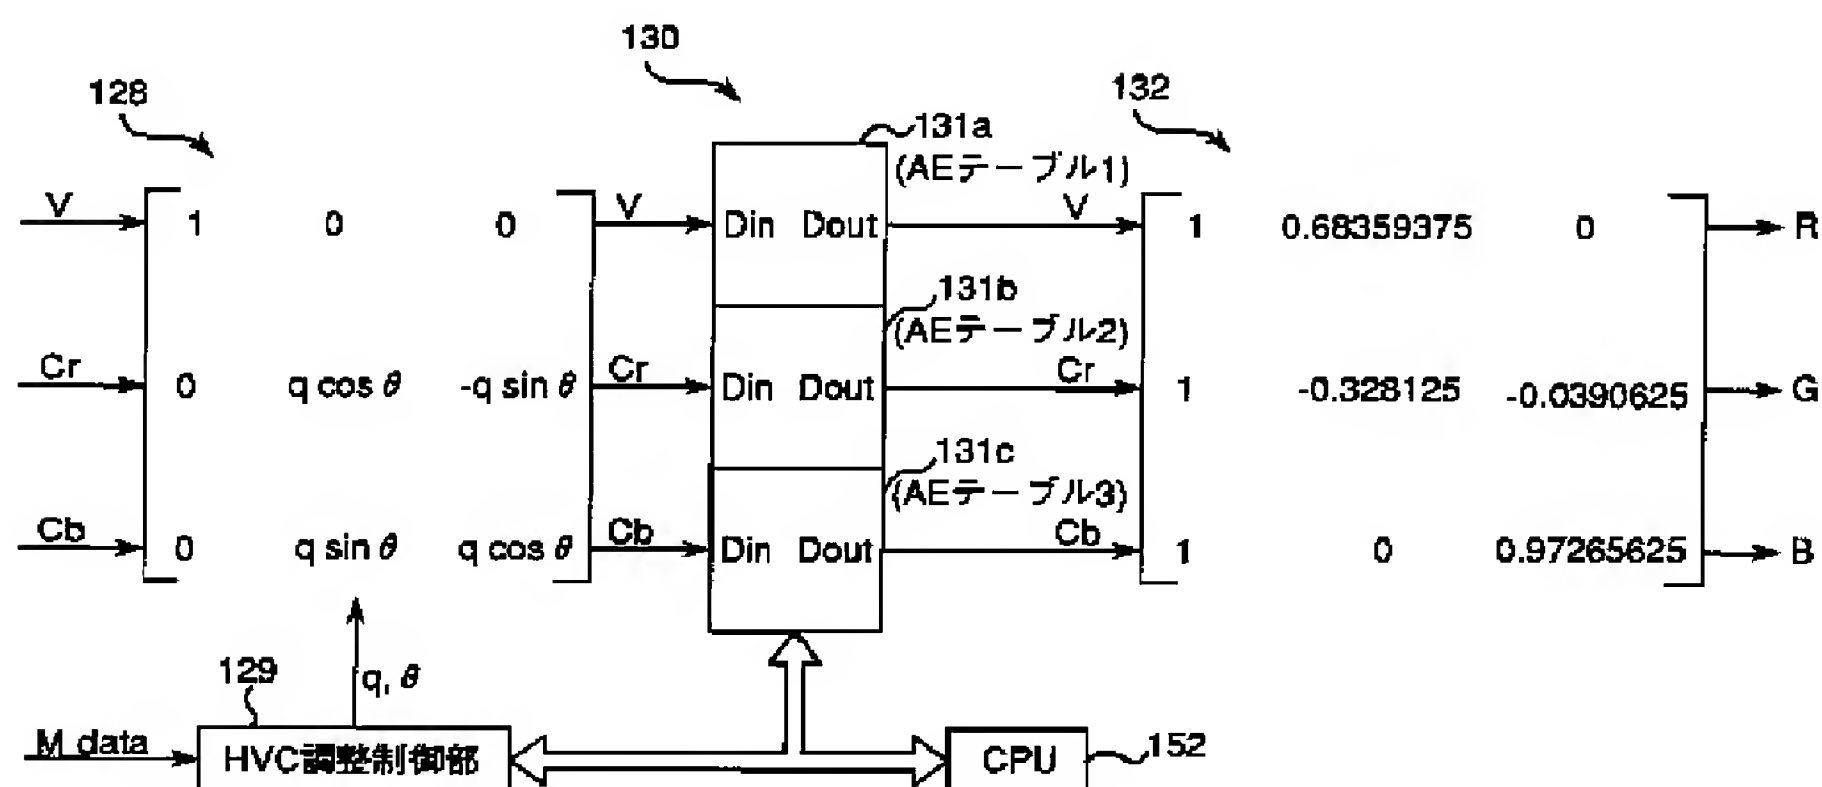 130
128
132
131a
(AEテーブル1)
V 1 0 0 V Din Dout V 1 0.68359375 0 R
131b
(AEテーブル2)
Cr 0 q cos θ -q sin θ Cr Din Dout Cr 1 -0.328125 -0.0390625 G
131c
(AEテーブル3)
Cb 0 q sin θ q cos θ Cb Din Dout Cb 1 0 0.97265625 B
129
q, θ
M_data HVC調整制御部 CPU 152